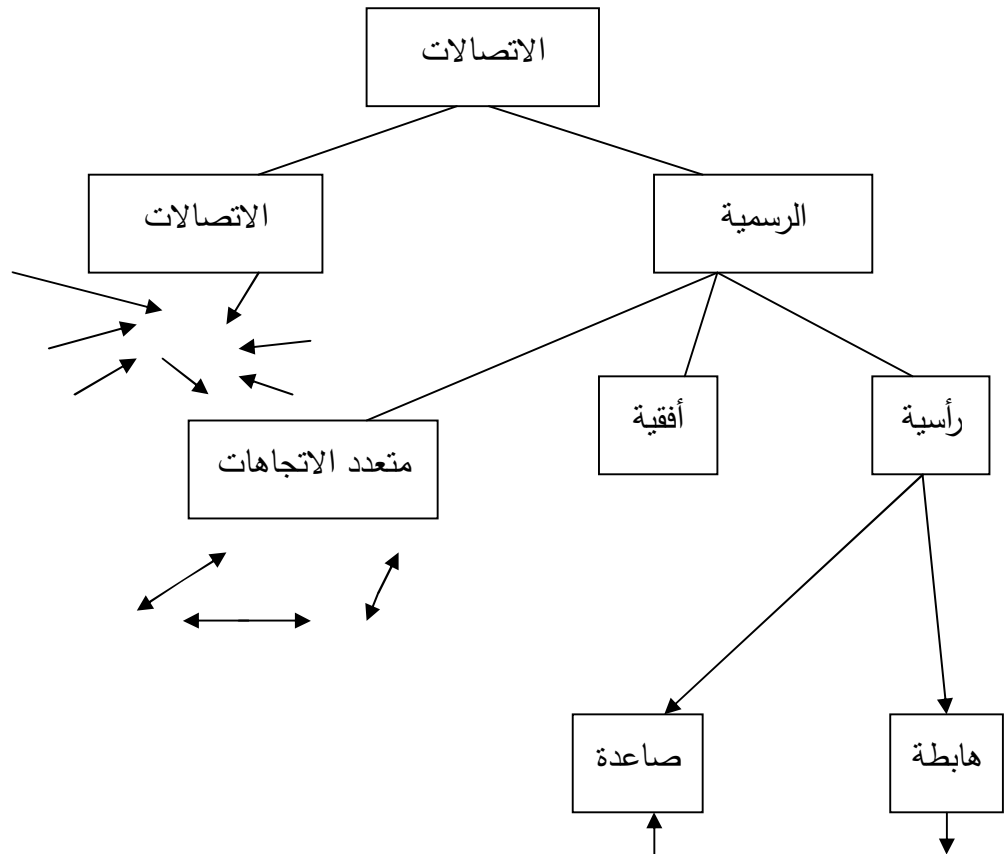 الاتصالات
الرسمية
الاتصالات
رأسية
أفقية
متعدد الاتجاهات
هابطة
صاعدة